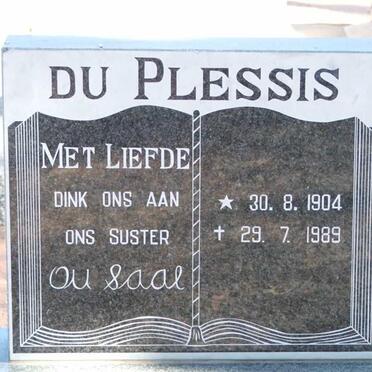 DU PLESSIS
MET LIEFDE
DINK ONS AAN
ONS SUSTER
Ou Saal
★ 30. 8. 1904
✝ 29. 7. 1989